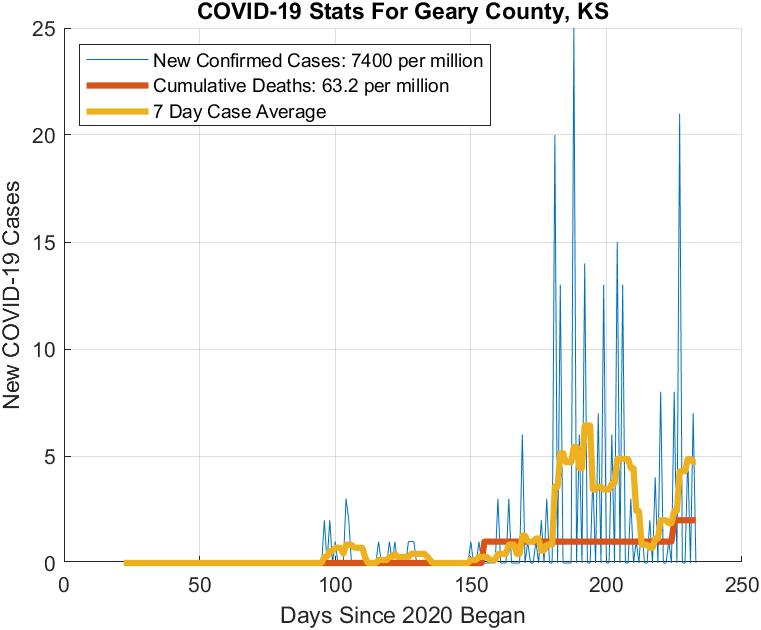 COVID-19 Stats For Geary County, KS
New Confirmed Cases: 7400 per million
Cumulative Deaths: 63.2 per million
7 Day Case Average
New COVID-19 Cases
25
20
15
10
5
0
0 50 100 150 200 250
Days Since 2020 Began